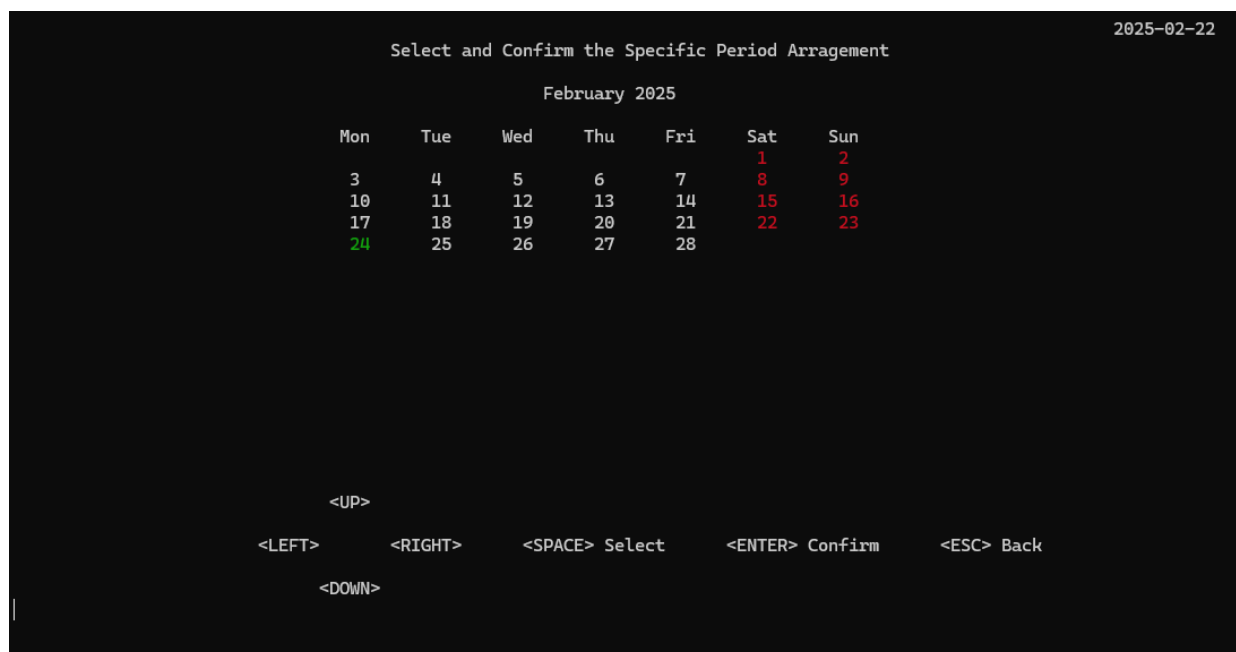 2025-02-22
Select and Confirm the Specific Period Arragement
February 2025
Mon Tue Wed Thu Fri Sat Sun
1 2
3 4 5 6 7 8 9
10 11 12 13 14 15 16
17 18 19 20 21 22 23
24 25 26 27 28
<UP>
<LEFT> <RIGHT> <SPACE> Select <ENTER> Confirm <ESC> Back
<DOWN>